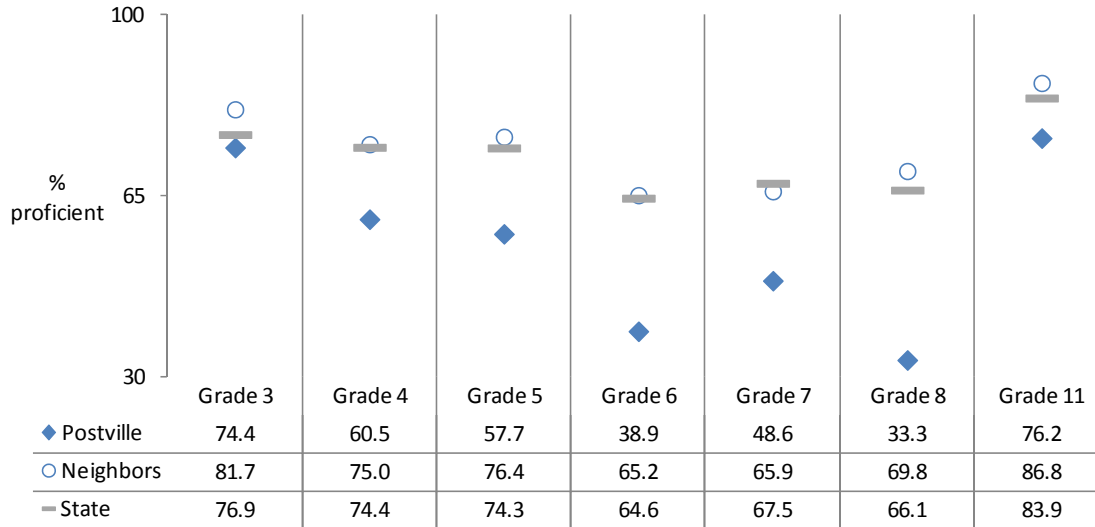 100
%
proficient
65
30
Grade 3 Grade 4 Grade 5 Grade 6 Grade 7 Grade 8 Grade 11
Postville 74.4 60.5 57.7 38.9 48.6 33.3 76.2
Neighbors 81.7 75.0 76.4 65.2 65.9 69.8 86.8
State 76.9 74.4 74.3 64.6 67.5 66.1 83.9